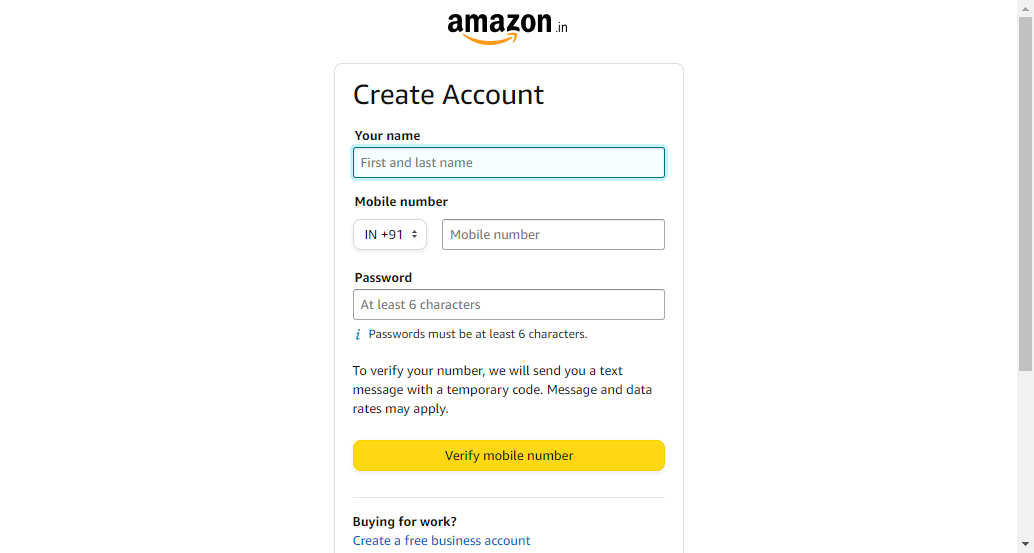 amazon.in
Create Account
Your name
First and last name
Mobile number
IN +91 Mobile number
Password
At least 6 characters
i Passwords must be at least 6 characters.
To verify your number, we will send you a text
message with a temporary code. Message and data
rates may apply.
Verify mobile number
Buying for work?
Create a free business account